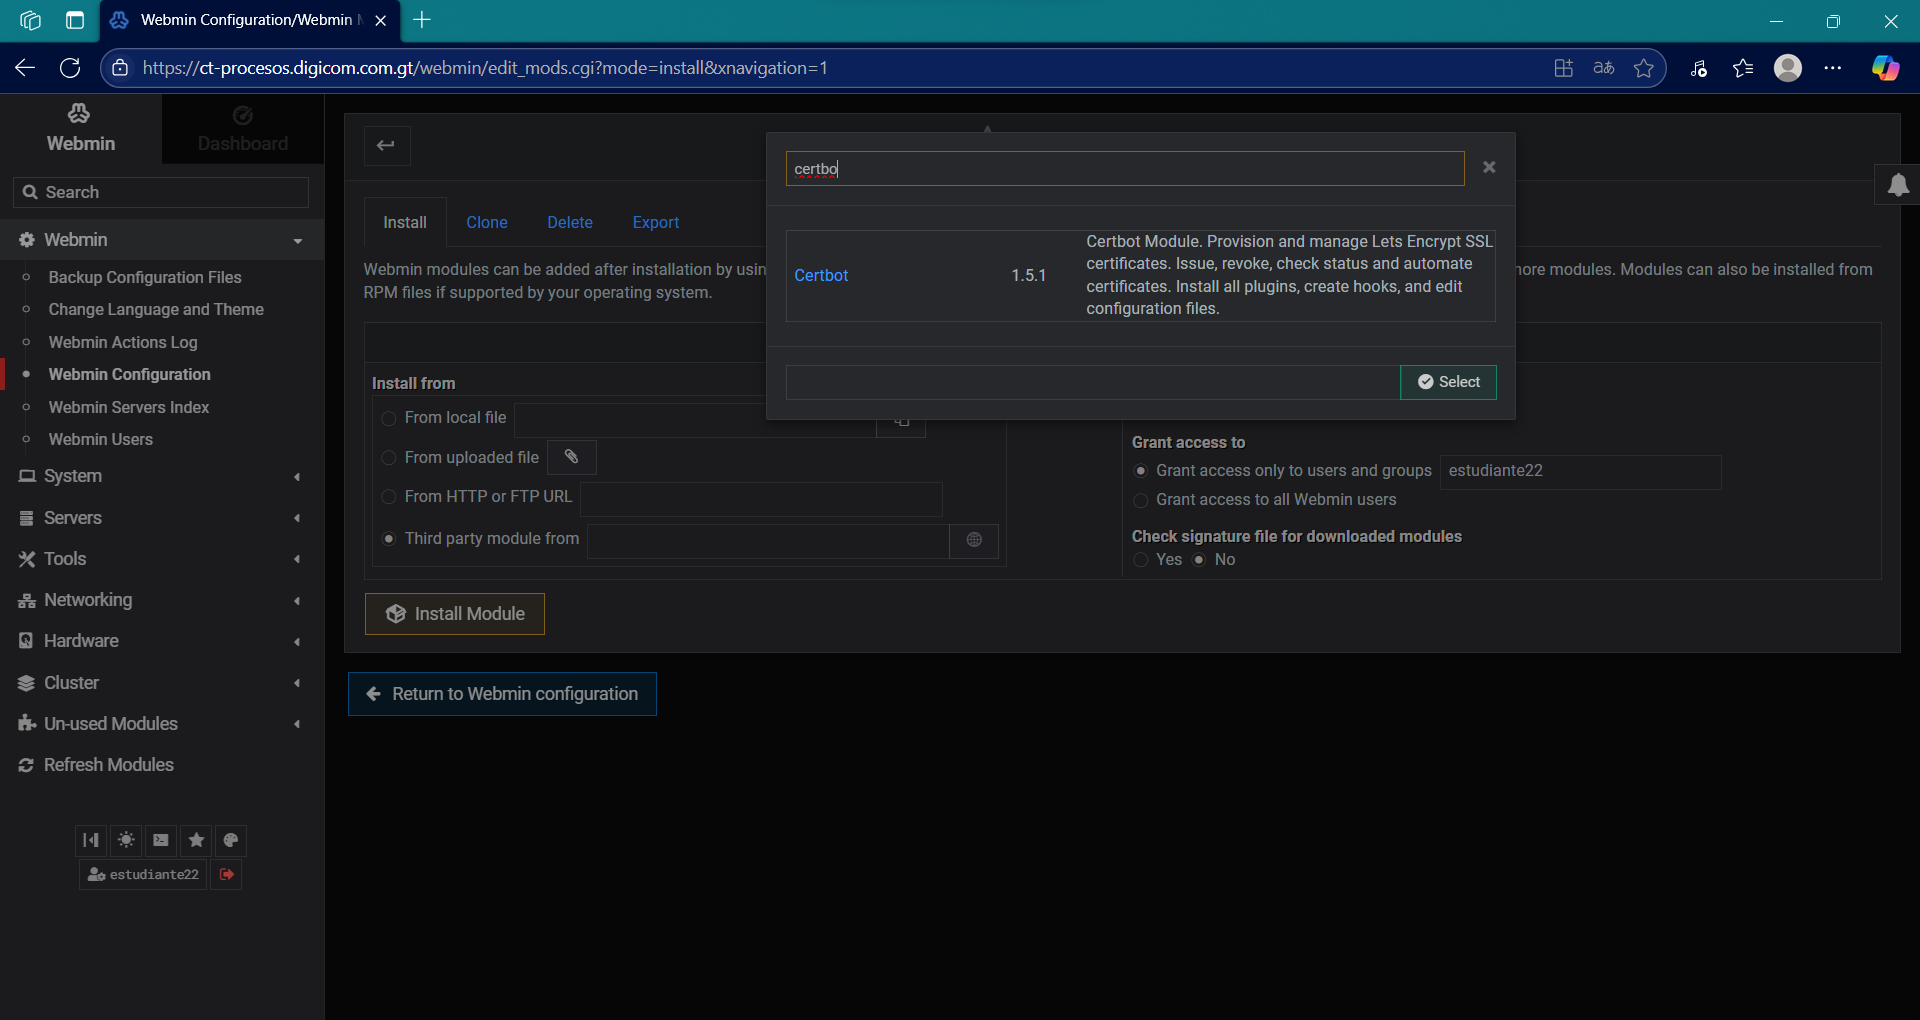 Webmin Configuration/Webmin
https://ct-procesos.digicom.com.gt/webmin/edit_mods.cgi?mode=install&xnavigation=1
Webmin
Dashboard
Search
Webmin
Backup Configuration Files
Change Language and Theme
Webmin Actions Log
Webmin Configuration
Webmin Servers Index
Webmin Users
System
Servers
Tools
Networking
Hardware
Cluster
Un-used Modules
Refresh Modules
estudiante22
certbo
Certbot
1.5.1
Certbot Module. Provision and manage Lets Encrypt SSL
certificates. Issue, revoke, check status and automate
certificates. Install all plugins, create hooks, and edit
configuration files.
Select
Install
Clone
Delete
Export
Webmin modules can be added after installation by usin
more modules. Modules can also be installed from
RPM files if supported by your operating system.
Install from
From local file
From uploaded file
From HTTP or FTP URL
Third party module from
Grant access to
Grant access only to users and groups
estudiante22
Grant access to all Webmin users
Check signature file for downloaded modules
Yes
No
Install Module
Return to Webmin configuration